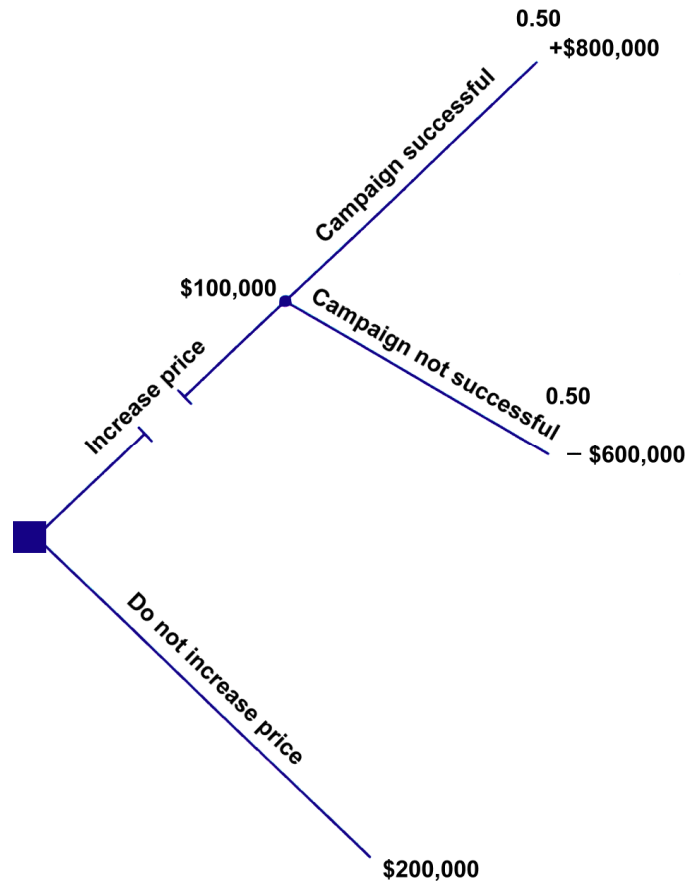 0.50
+$800,000
Campaign successful
$100,000
Campaign not successful
0.50
– $600,000
Increase price
Do not increase price
$200,000